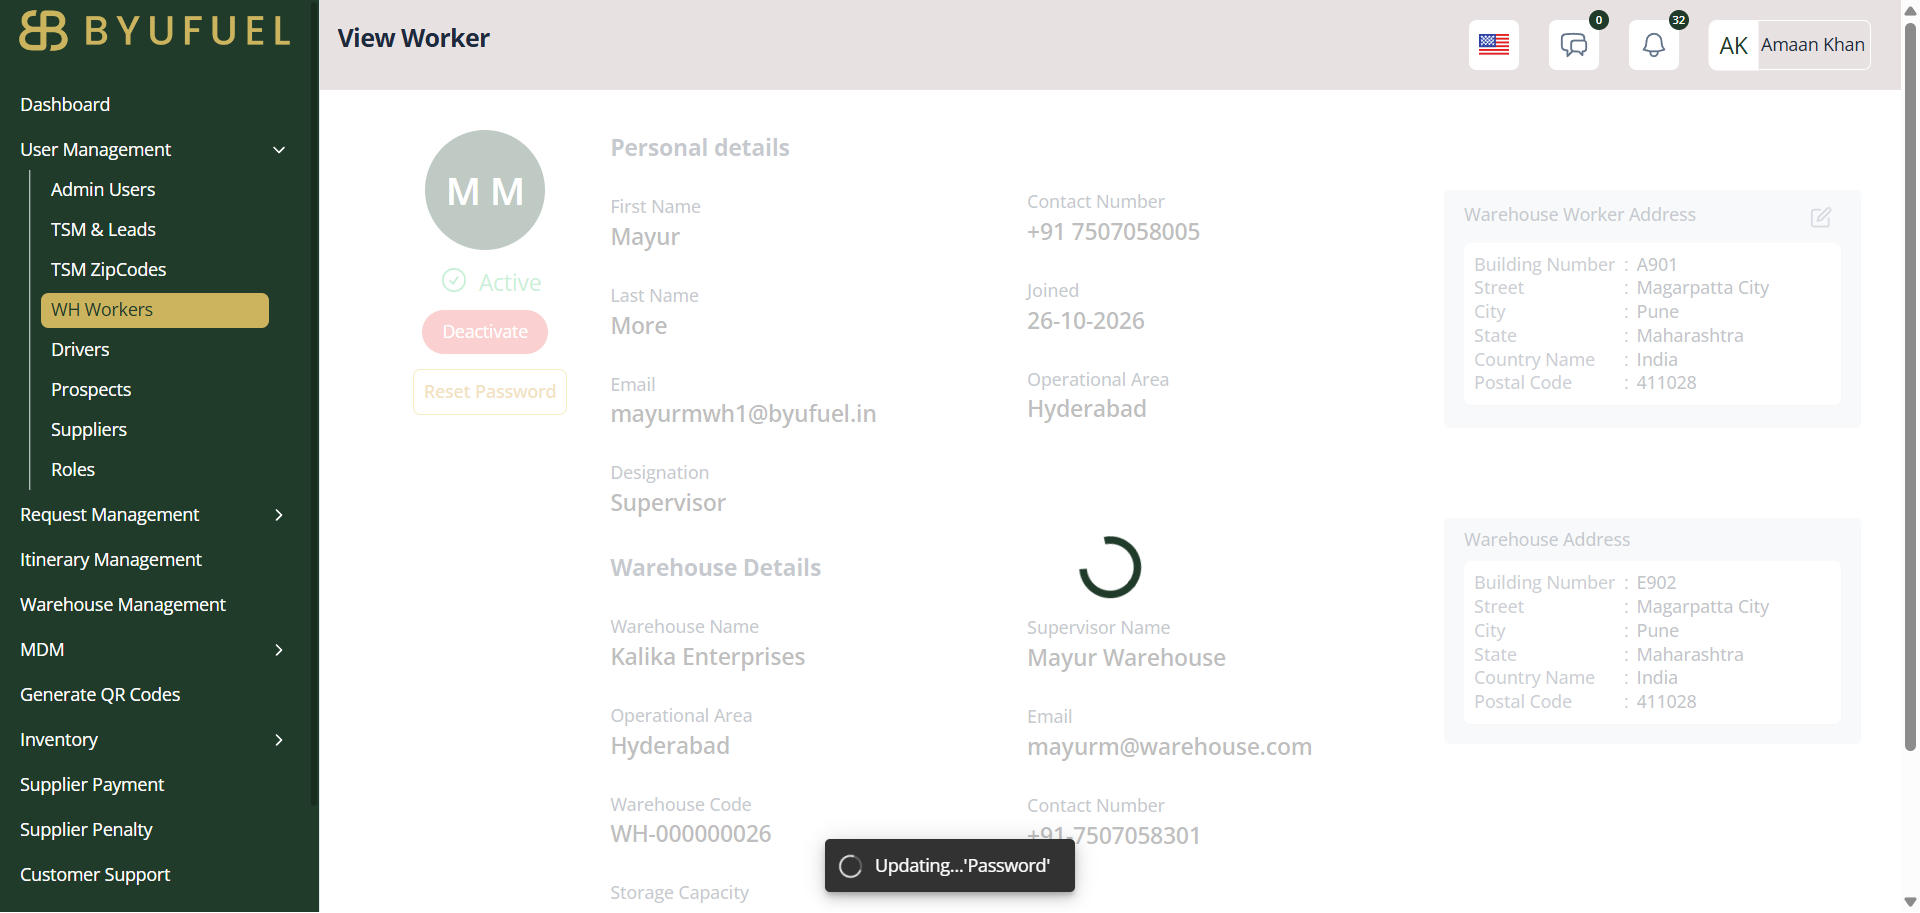 BYUFUEL
Dashboard
User Management
Admin Users
TSM & Leads
TSM ZipCodes
WH Workers
Drivers
Prospects
Suppliers
Roles
Request Management
Itinerary Management
Warehouse Management
MDM
Generate QR Codes
Inventory
Supplier Payment
Supplier Penalty
Customer Support
View Worker
0
32
AK
Amaan Khan
M M
Active
Deactivate
Reset Password
Personal details
First Name
Mayur
Last Name
More
Email
mayurmwh1@byufuel.in
Designation
Supervisor
Contact Number
+91 7507058005
Joined
26-10-2026
Operational Area
Hyderabad
Warehouse Worker Address
Building Number : A901
Street : Magarpatta City
City : Pune
State : Maharashtra
Country Name : India
Postal Code : 411028
Warehouse Details
Warehouse Name
Kalika Enterprises
Operational Area
Hyderabad
Warehouse Code
WH-000000026
Storage Capacity
Supervisor Name
Mayur Warehouse
Email
mayurm@warehouse.com
Contact Number
+91-7507058301
Warehouse Address
Building Number : E902
Street : Magarpatta City
City : Pune
State : Maharashtra
Country Name : India
Postal Code : 411028
Updating...'Password'